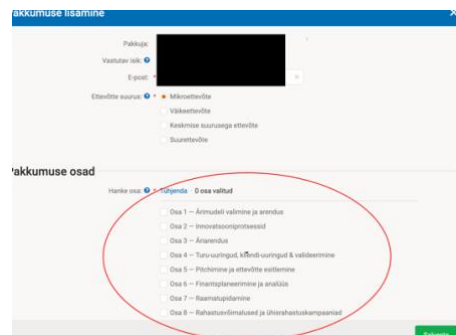 Pakkumuse lisamine
Pakkuja:
Vastutav isik:
E-post: *
Ettevõtte suurus: * Mikroettevõte
Väikeettevõte
Keskmise suurusega ettevõte
Suurettevõte
Pakkumuse osad
Hanke osa: * Tühjenda 0 osa valitud
Osa 1 — Ärimudeli valimine ja arendus
Osa 2 — Innovatsiooniprotsessid
Osa 3 — Äriarendus
Osa 4 — Turu-uuringud, kliendi-uuringud & valideerimine
Osa 5 — Pitchimine ja ettevõtte esitlemine
Osa 6 — Finantsplaneerimine ja analüüs
Osa 7 — Raamatupidamine
Osa 8 — Rahastusvõimalused ja ühisrahastuskampaaniad
Salvesta